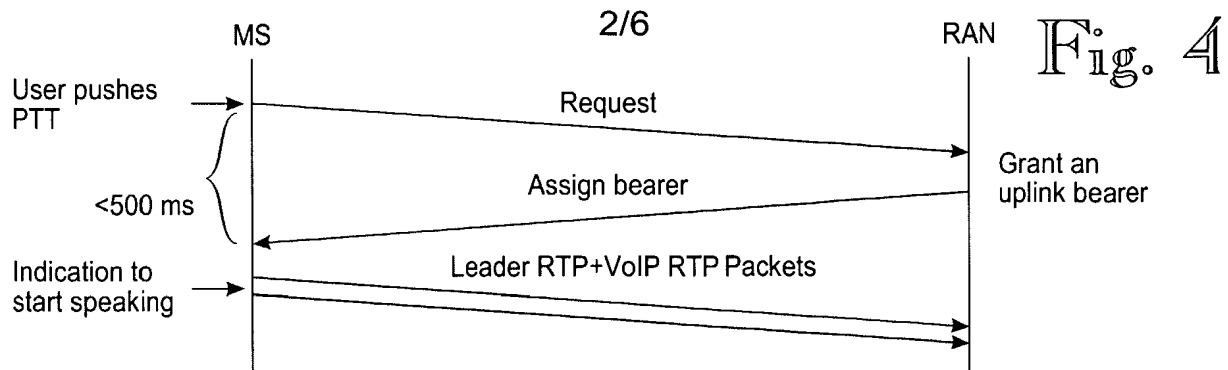 2/6
Fig. 4
MS
RAN
User pushes
PTT
Request
Grant an
uplink bearer
Assign bearer
<500 ms
Leader RTP+VoIP RTP Packets
Indication to
start speaking